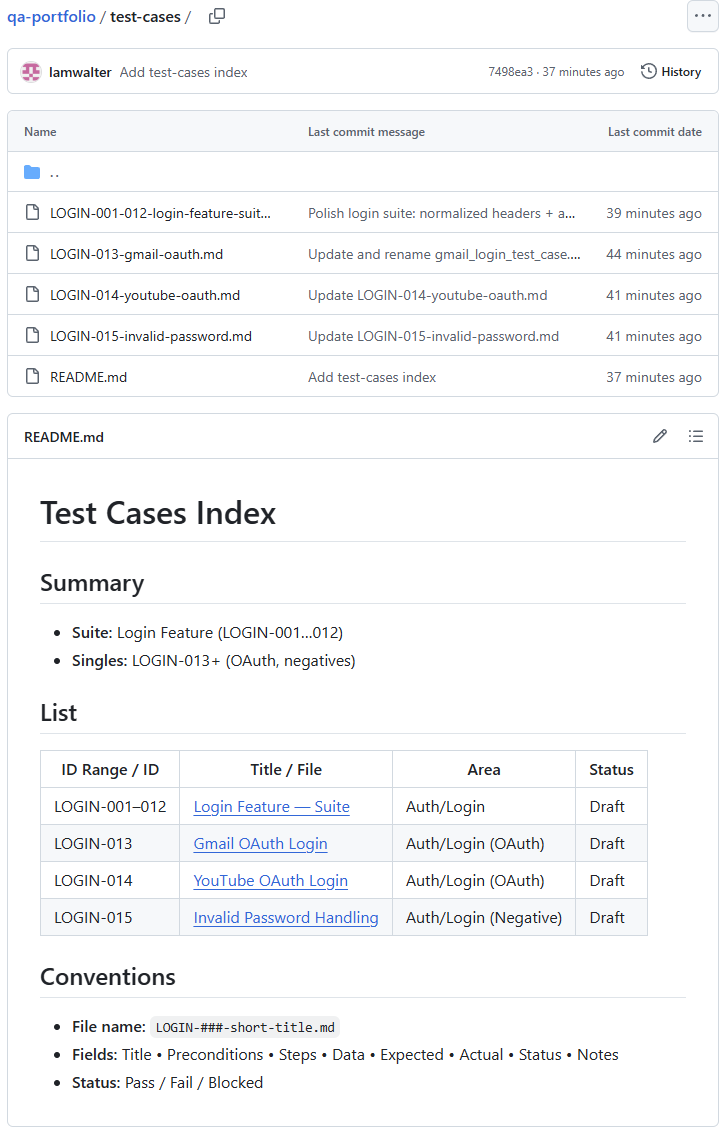 qa-portfolio / test-cases /
lamwalter Add test-cases index 7498ea3 · 37 minutes ago History
Name Last commit message Last commit date
..
LOGIN-001-012-login-feature-suit... Polish login suite: normalized headers + a... 39 minutes ago
LOGIN-013-gmail-oauth.md Update and rename gmail_login_test_case.... 44 minutes ago
LOGIN-014-youtube-oauth.md Update LOGIN-014-youtube-oauth.md 41 minutes ago
LOGIN-015-invalid-password.md Update LOGIN-015-invalid-password.md 41 minutes ago
README.md Add test-cases index 37 minutes ago
README.md
Test Cases Index
Summary
• Suite: Login Feature (LOGIN-001…012)
• Singles: LOGIN-013+ (OAuth, negatives)
List
ID Range / ID Title / File Area Status
LOGIN-001–012 Login Feature — Suite Auth/Login Draft
LOGIN-013 Gmail OAuth Login Auth/Login (OAuth) Draft
LOGIN-014 YouTube OAuth Login Auth/Login (OAuth) Draft
LOGIN-015 Invalid Password Handling Auth/Login (Negative) Draft
Conventions
• File name: LOGIN-###-short-title.md
• Fields: Title • Preconditions • Steps • Data • Expected • Actual • Status • Notes
• Status: Pass / Fail / Blocked